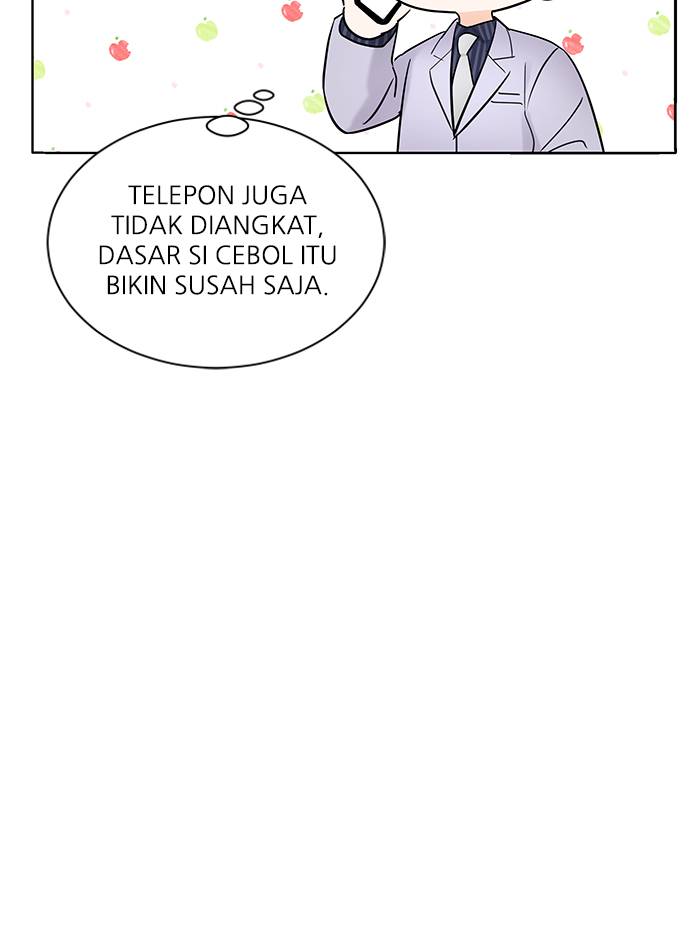 TELEPON JUGA
TIDAK DIANGKAT,
DASAR SI CEBOL ITU
BIKIN SUSAH SAJA.